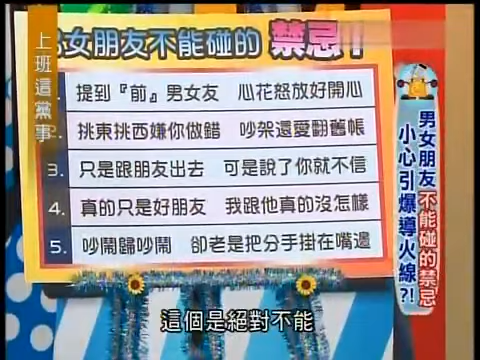 上班這黨事
男女朋友不能碰的 禁忌！
1. 提到『前』男女友 心花怒放好開心
2. 挑東挑西嫌你做錯 吵架還愛翻舊帳
3. 只是跟朋友出去 可是說了你就不信
4. 真的只是好朋友 我跟他真的沒怎樣
5. 吵鬧歸吵鬧 卻老是把分手掛在嘴邊
男女朋友不能碰的禁忌
小心引爆導火線?!
這個是絕對不能